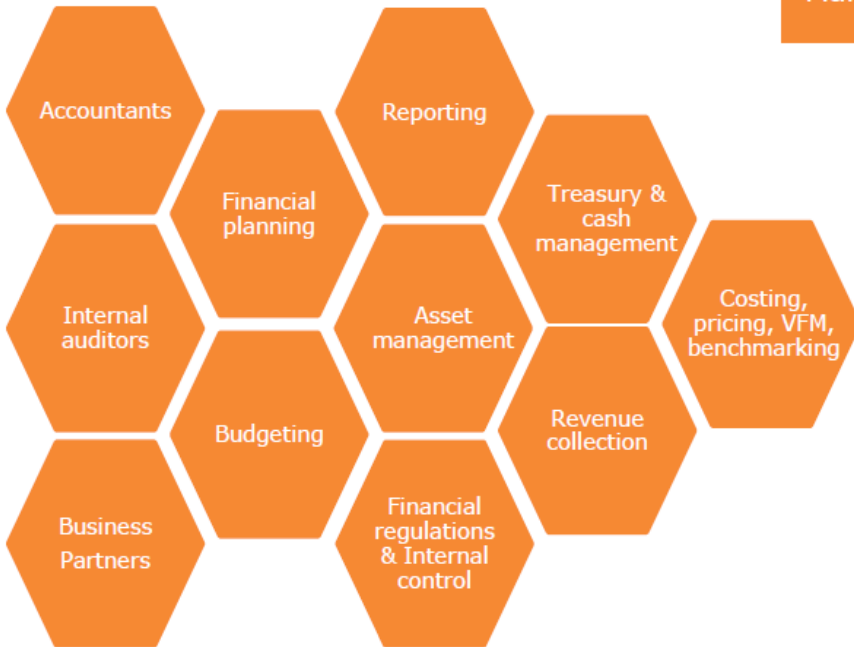 Accountants
Reporting
Financial
planning
Treasury &
cash
management
Internal
auditors
Asset
management
Costing,
pricing, VFM,
benchmarking
Budgeting
Revenue
collection
Business
Partners
Financial
regulations
& Internal
control